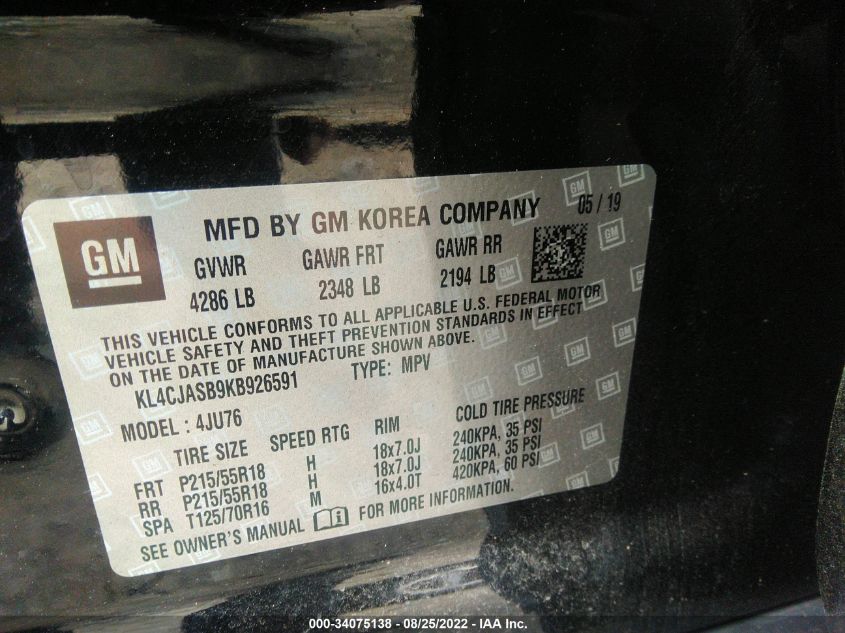 GM
MFD BY GM KOREA COMPANY 05 / 19
GVWR GAWR FRT GAWR RR
4286 LB 2348 LB 2194 LB
THIS VEHICLE CONFORMS TO ALL APPLICABLE U.S. FEDERAL MOTOR
VEHICLE SAFETY AND THEFT PREVENTION STANDARDS IN EFFECT
ON THE DATE OF MANUFACTURE SHOWN ABOVE.
KL4CJASB9KB926591 TYPE: MPV
MODEL : 4JU76
TIRE SIZE SPEED RTG RIM COLD TIRE PRESSURE
FRT P215/55R18 H 18x7.0J 240KPA, 35 PSI
RR P215/55R18 H 18x7.0J 240KPA, 35 PSI
SPA T125/70R16 M 16x4.0T 420KPA, 60 PSI
SEE OWNER'S MANUAL i FOR MORE INFORMATION.
000-34075138 - 08/25/2022 - IAA Inc.